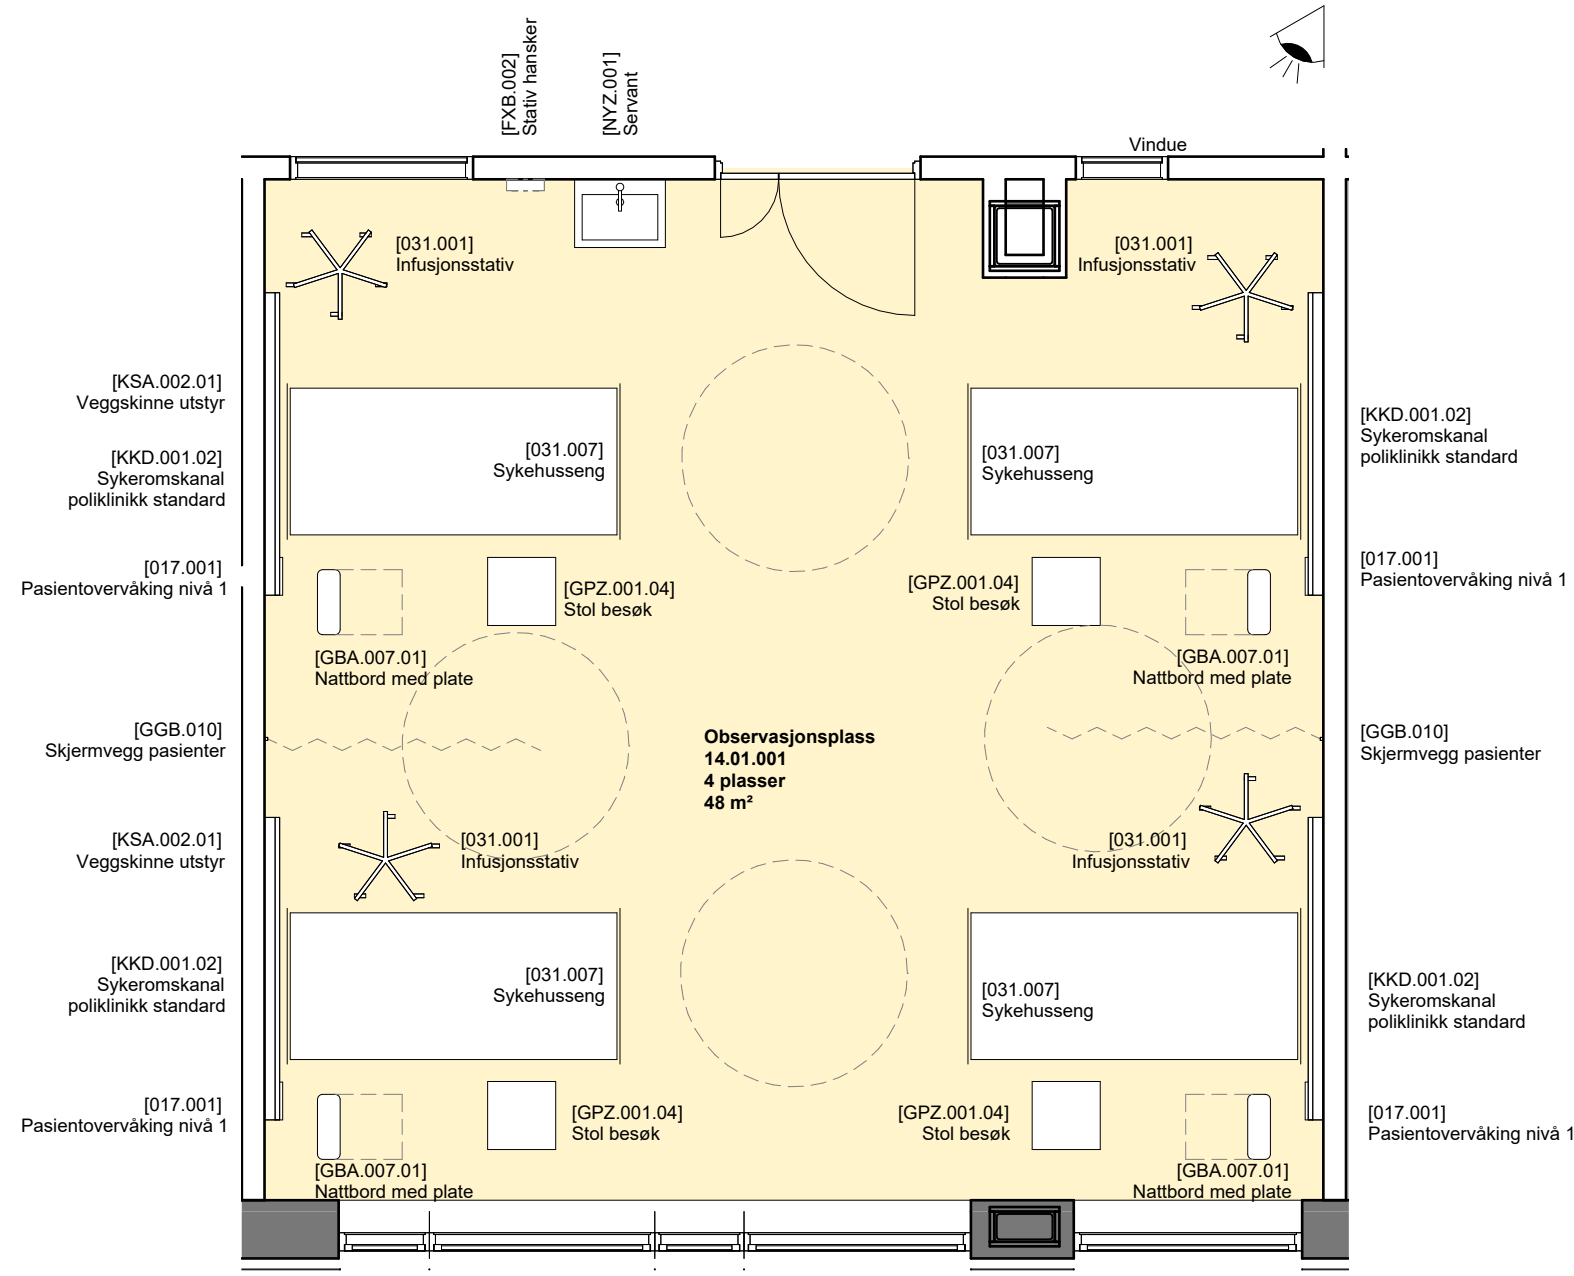 [FXB.002]
Stativ hansker
[NYZ.001]
Servant
Vindue
[031.001]
Infusjonsstativ
[031.001]
Infusjonsstativ
[KSA.002.01]
Veggskinne utstyr
[KKD.001.02]
Sykeromskanal
poliklinikk standard
[031.007]
Sykehusseng
[031.007]
Sykehusseng
[KKD.001.02]
Sykeromskanal
poliklinikk standard
[017.001]
Pasientovervåking nivå 1
[GPZ.001.04]
Stol besøk
[GPZ.001.04]
Stol besøk
[017.001]
Pasientovervåking nivå 1
[GBA.007.01]
Nattbord med plate
[GBA.007.01]
Nattbord med plate
[GGB.010]
Skjermvegg pasienter
Observasjonsplass
14.01.001
4 plasser
48 m²
[GGB.010]
Skjermvegg pasienter
[KSA.002.01]
Veggskinne utstyr
[031.001]
Infusjonsstativ
[031.001]
Infusjonsstativ
[KKD.001.02]
Sykeromskanal
poliklinikk standard
[031.007]
Sykehusseng
[031.007]
Sykehusseng
[KKD.001.02]
Sykeromskanal
poliklinikk standard
[017.001]
Pasientovervåking nivå 1
[GPZ.001.04]
Stol besøk
[GPZ.001.04]
Stol besøk
[017.001]
Pasientovervåking nivå 1
[GBA.007.01]
Nattbord med plate
[GBA.007.01]
Nattbord med plate